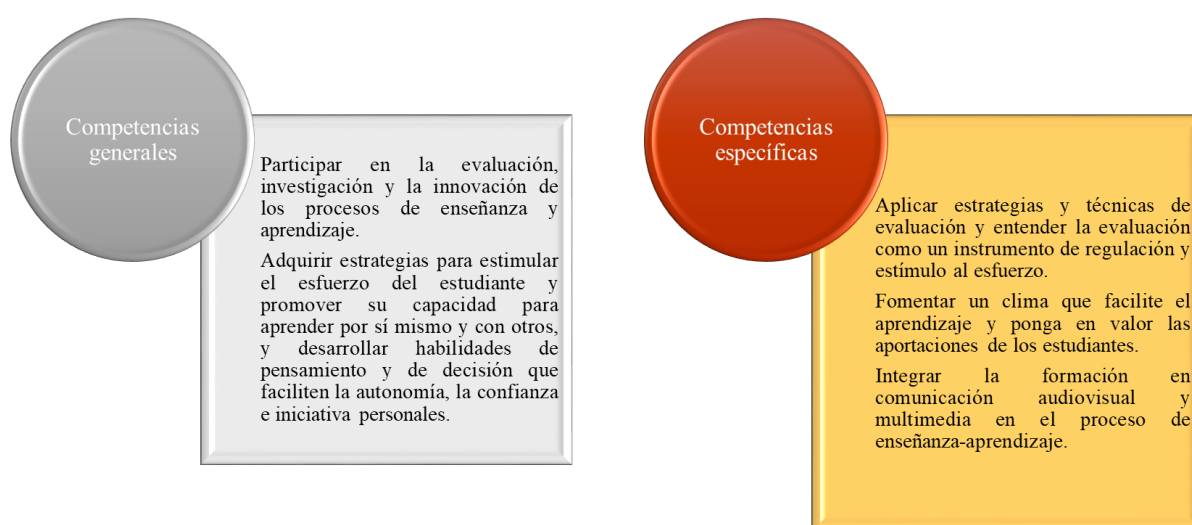 Competencias
generales
Participar en la evaluación,
investigación y la innovación de
los procesos de enseñanza y
aprendizaje.
Adquirir estrategias para estimular
el esfuerzo del estudiante y
promover su capacidad para
aprender por sí mismo y con otros,
y desarrollar habilidades de
pensamiento y de decisión que
faciliten la autonomía, la confianza
e iniciativa personales.
Competencias
específicas
Aplicar estrategias y técnicas de
evaluación y entender la evaluación
como un instrumento de regulación y
estímulo al esfuerzo.
Fomentar un clima que facilite el
aprendizaje y ponga en valor las
aportaciones de los estudiantes.
Integrar la formación en
comunicación audiovisual y
multimedia en el proceso de
enseñanza-aprendizaje.